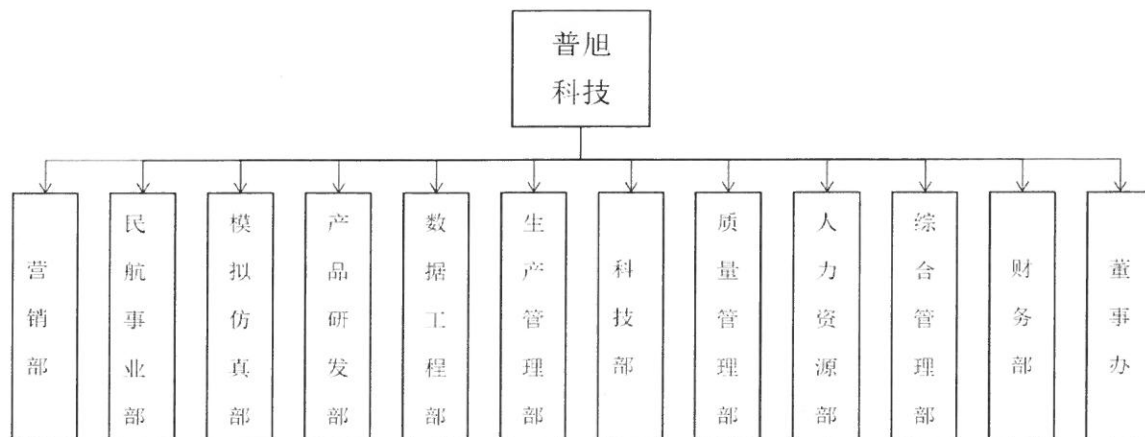 普旭
科技
营销部
民航事业部
模拟仿真部
产品研发部
数据工程部
生产管理部
科技部
质量管理部
人力资源部
综合管理部
财务部
董事办